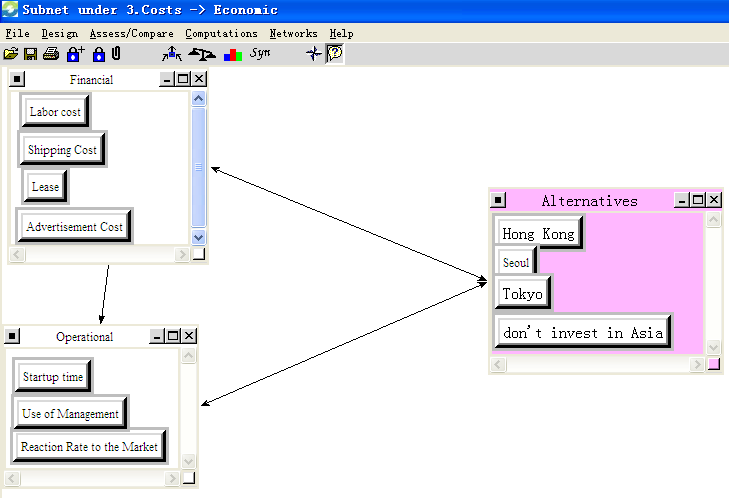 Subnet under 3.Costs -> Economic
File Design Assess/Compare Computations Networks Help
Syn
Financial
Labor cost
Shipping Cost
Lease
Advertisement Cost
Alternatives
Hong Kong
Seoul
Tokyo
don't invest in Asia
Operational
Startup time
Use of Management
Reaction Rate to the Market